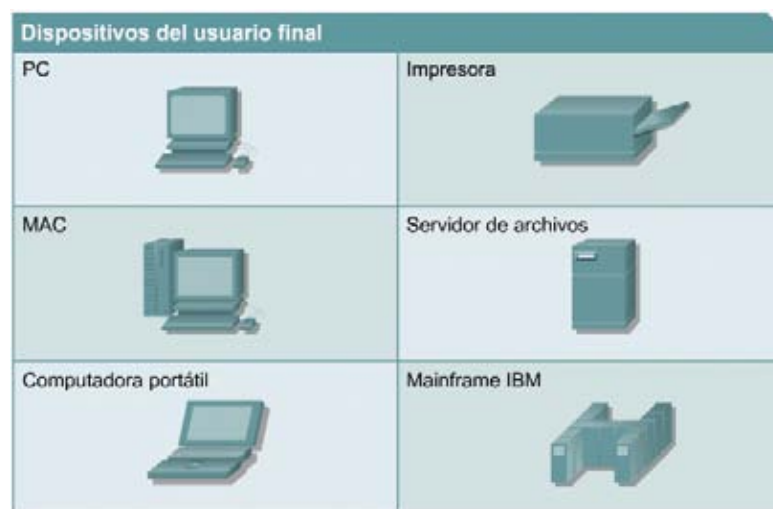 Dispositivos del usuario final
PC
Impresora
MAC
Servidor de archivos
Computadora portátil
Mainframe IBM